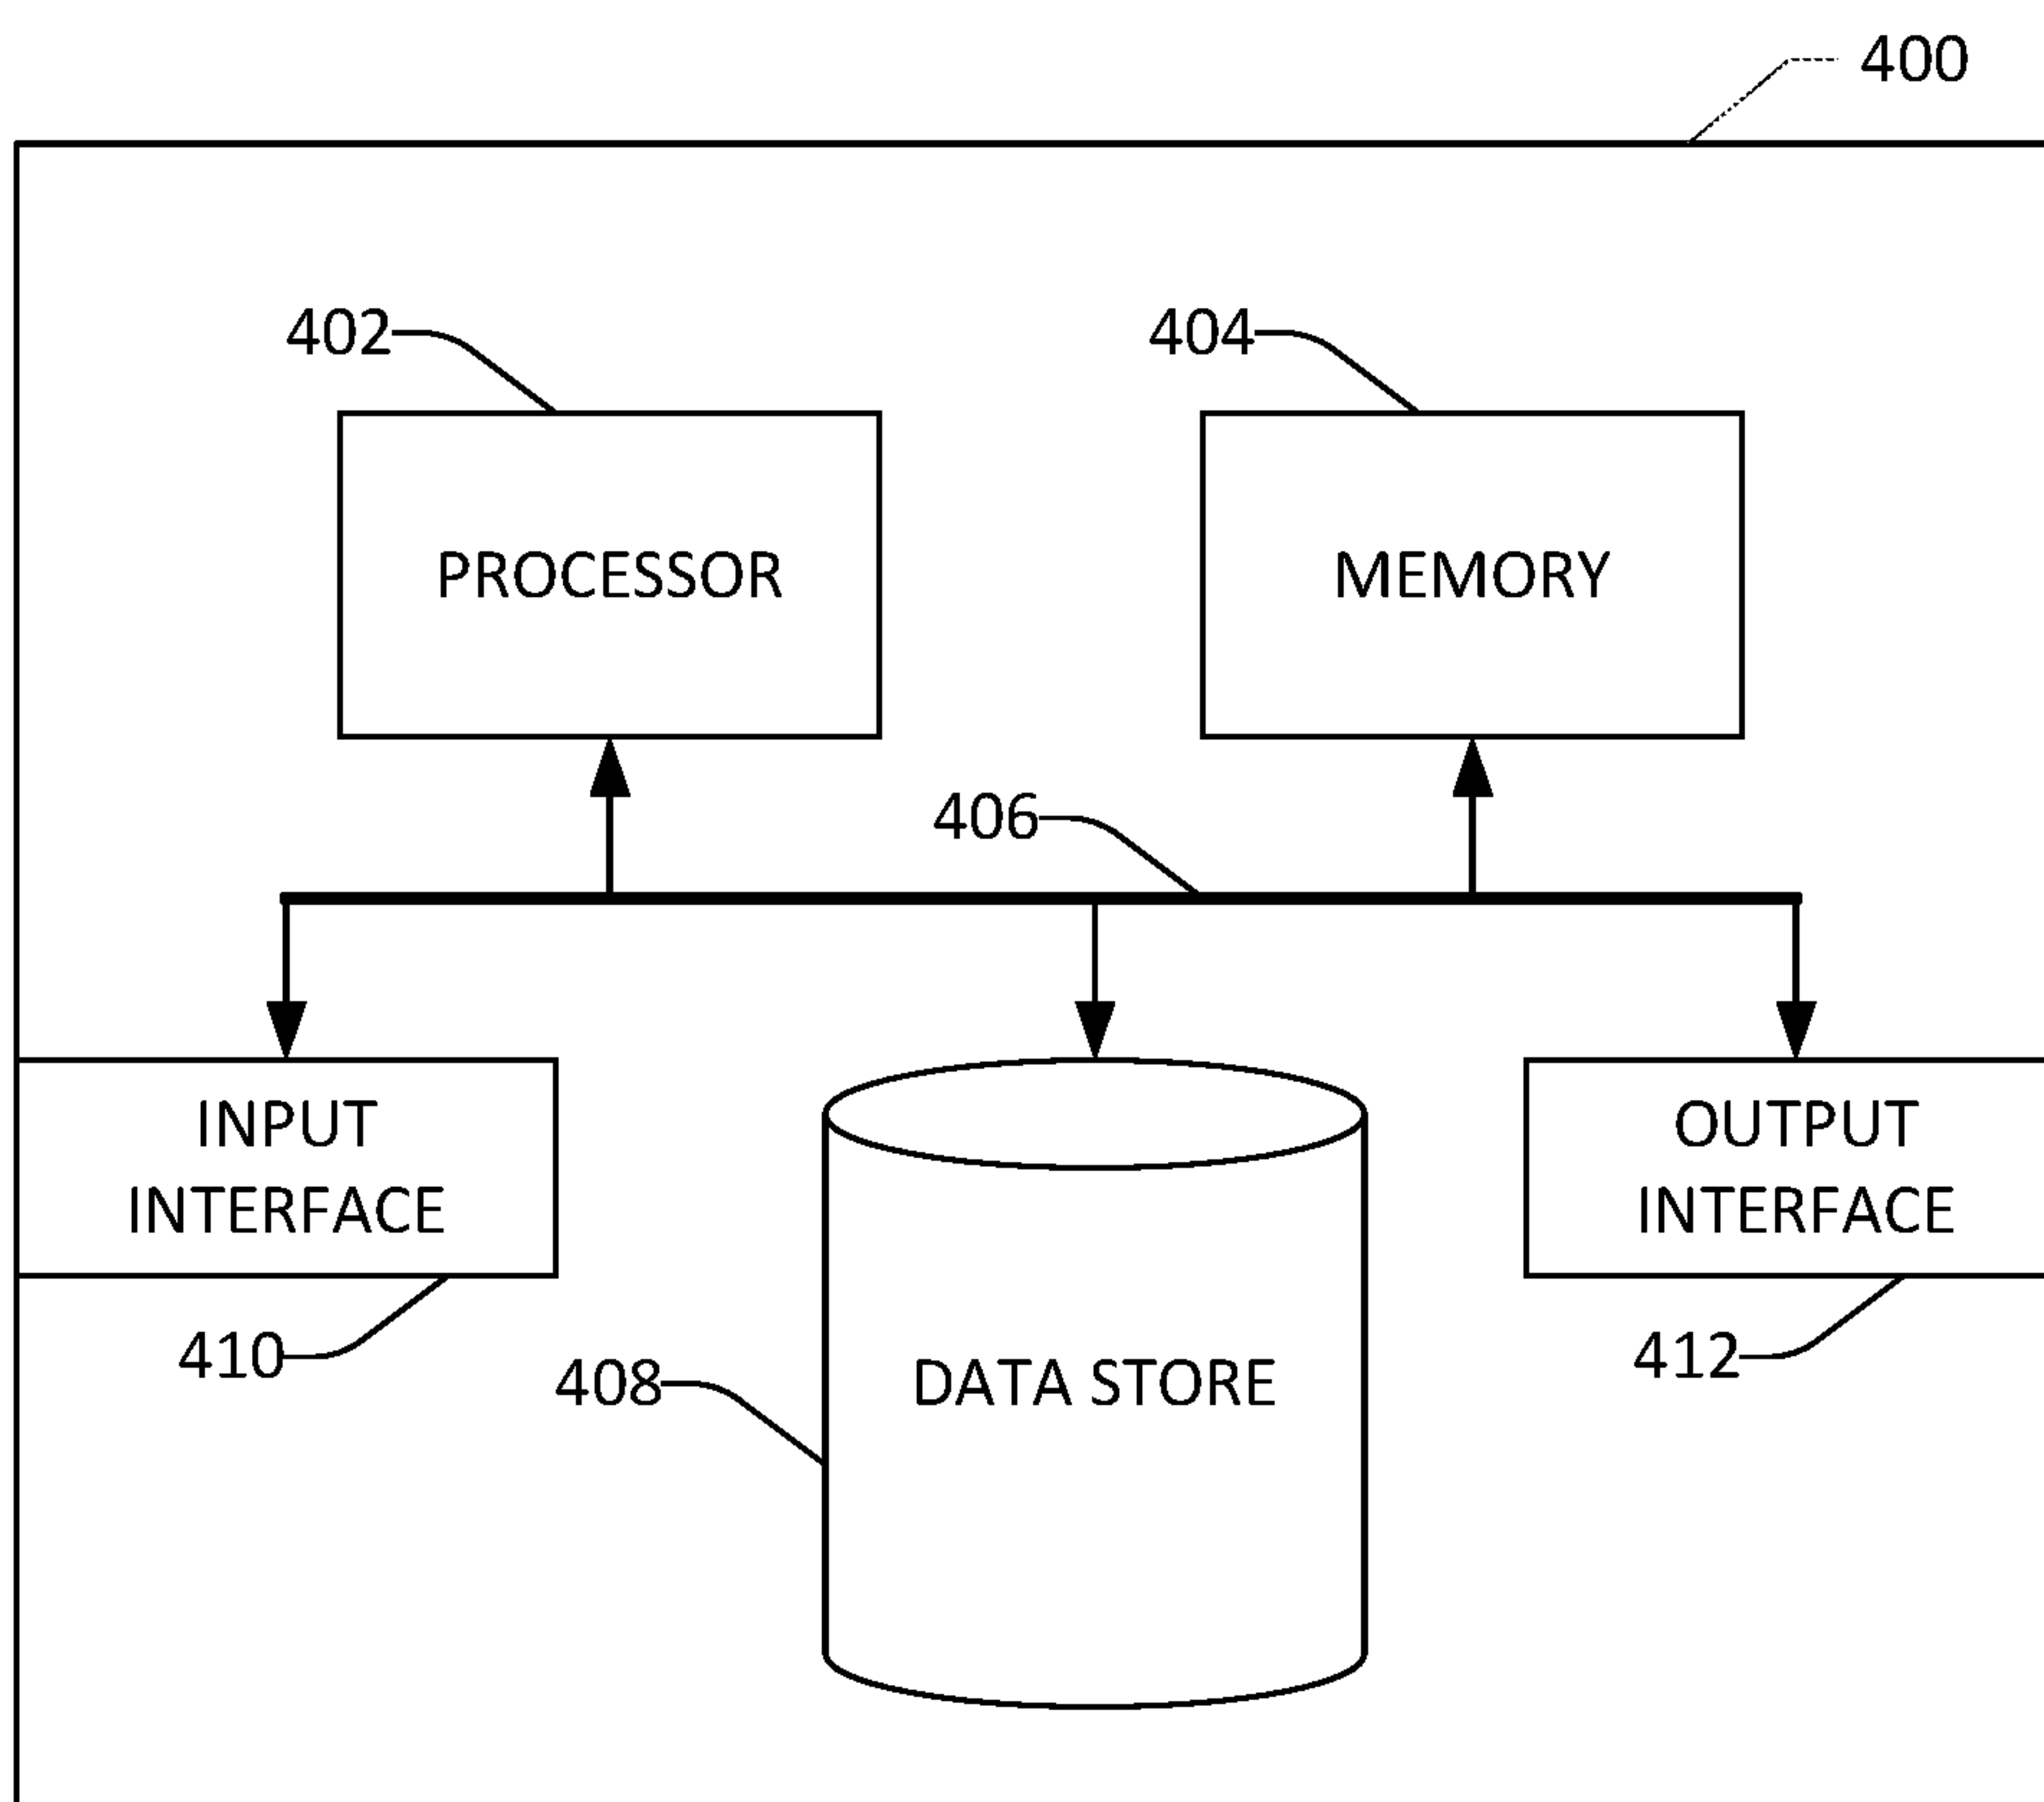 400
402
404
PROCESSOR
MEMORY
406
INPUT
INTERFACE
OUTPUT
INTERFACE
410
408
DATA STORE
412